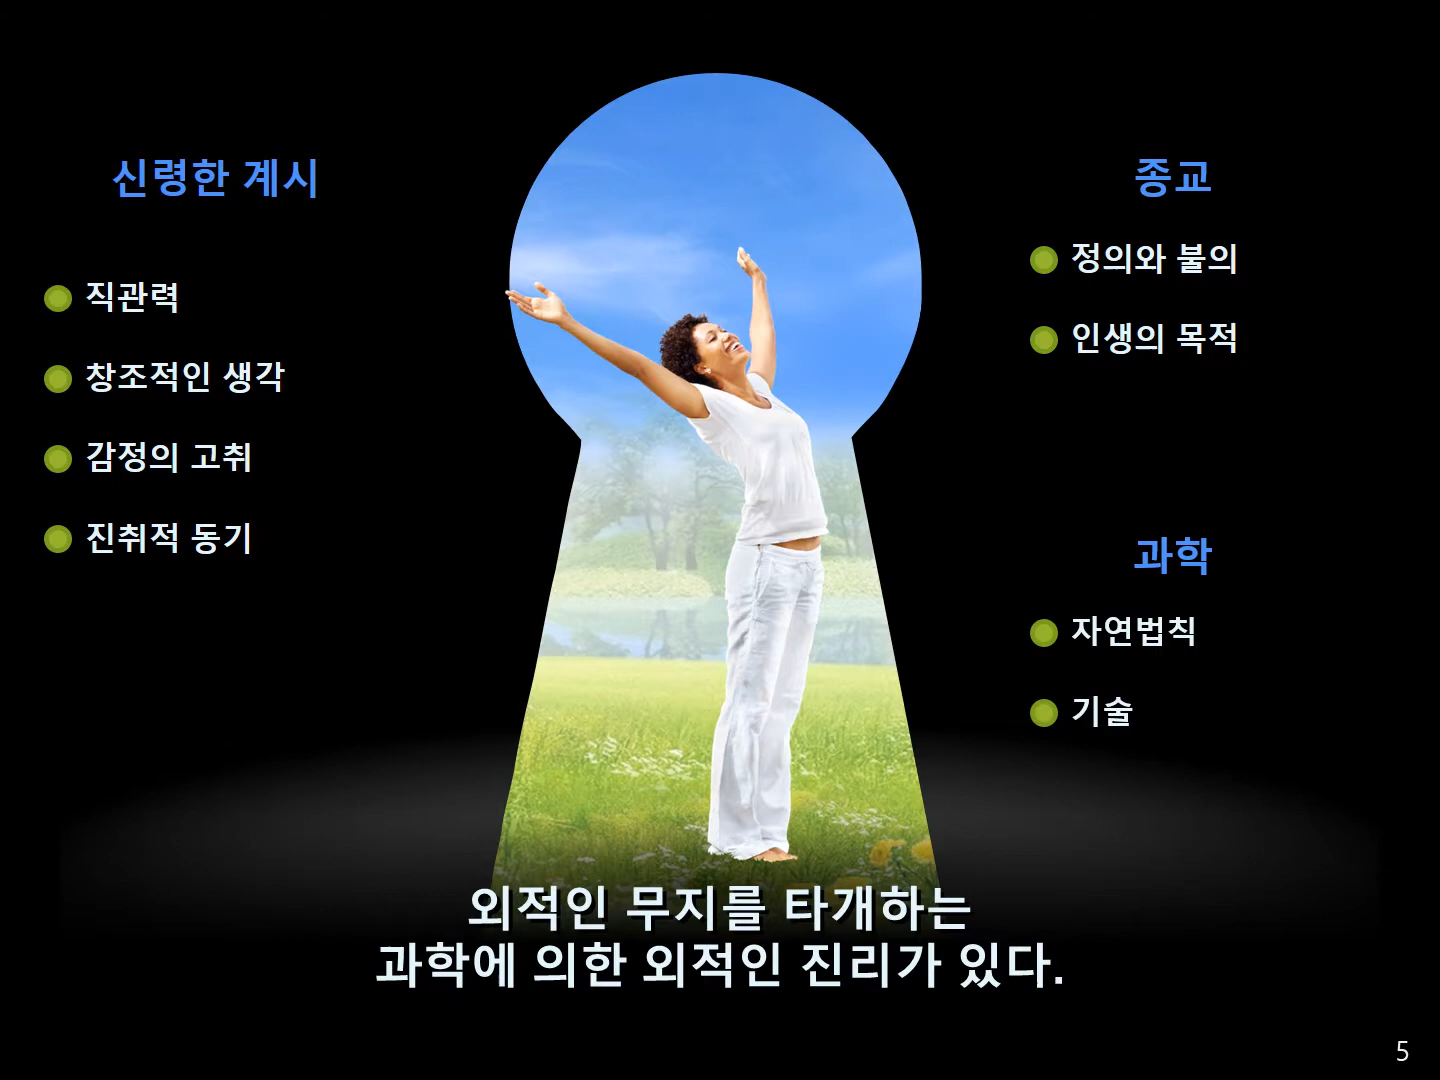 신령한 계시
직관력
창조적인 생각
감정의 고취
진취적 동기
종교
정의와 불의
인생의 목적
과학
자연법칙
기술
외적인 무지를 타개하는
과학에 의한 외적인 진리가 있다.
5